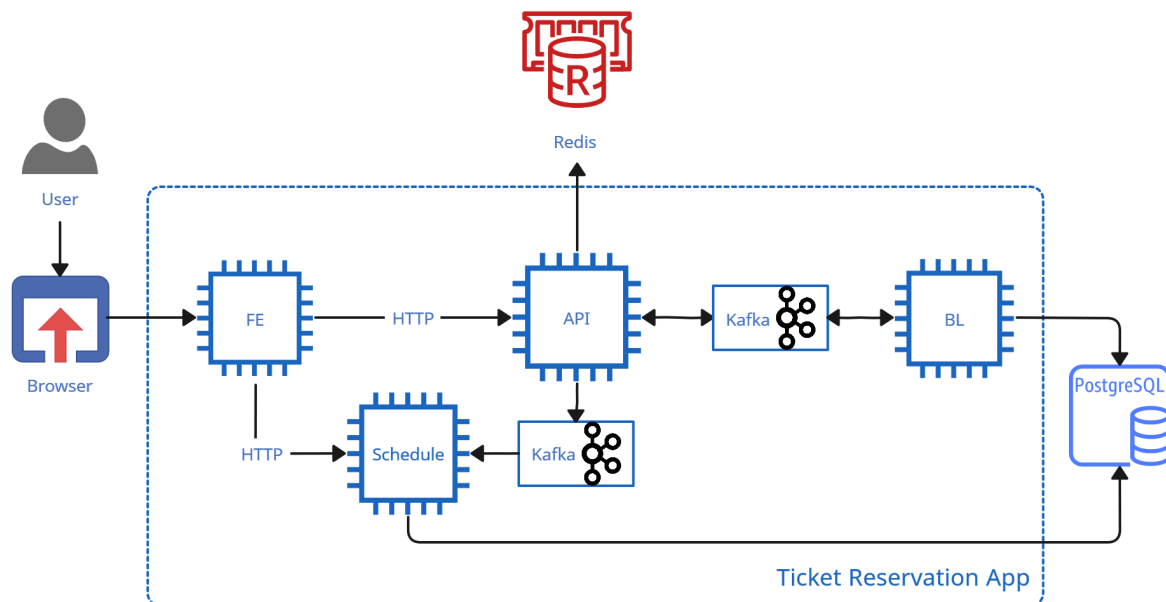 R
Redis
User
FE
HTTP
API
Kafka
BL
Browser
PostgreSQL
HTTP
Schedule
Kafka
Ticket Reservation App